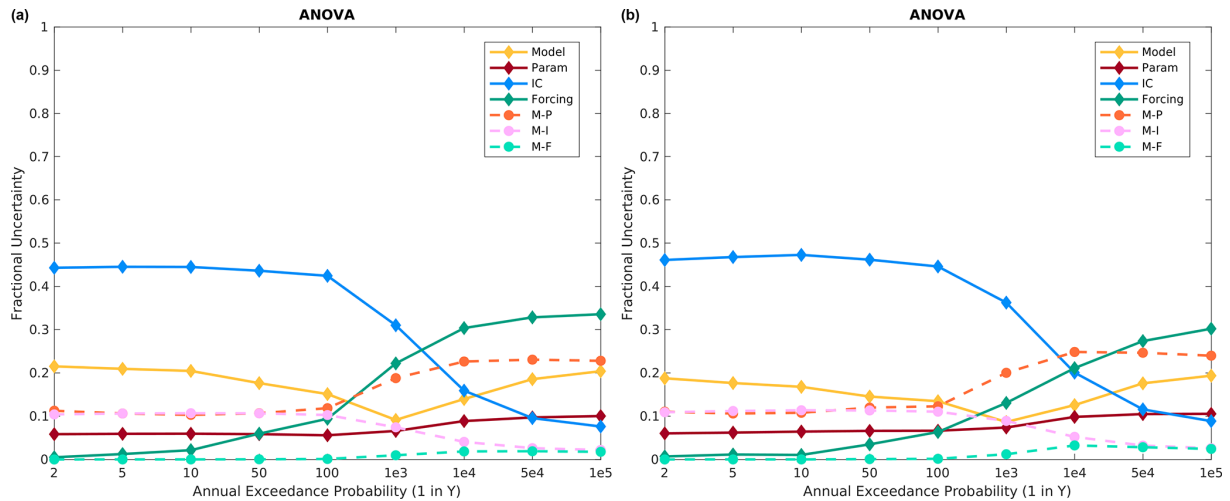 (a)
ANOVA
1
0.9
0.8
0.7
0.6
0.5
0.4
0.3
0.2
0.1
0
Fractional Uncertainty
Model
Param
IC
Forcing
M-P
M-I
M-F
2 5 10 50 100 1e3 1e4 5e4 1e5
Annual Exceedance Probability (1 in Y)
(b)
ANOVA
1
0.9
0.8
0.7
0.6
0.5
0.4
0.3
0.2
0.1
0
Fractional Uncertainty
Model
Param
IC
Forcing
M-P
M-I
M-F
2 5 10 50 100 1e3 1e4 5e4 1e5
Annual Exceedance Probability (1 in Y)